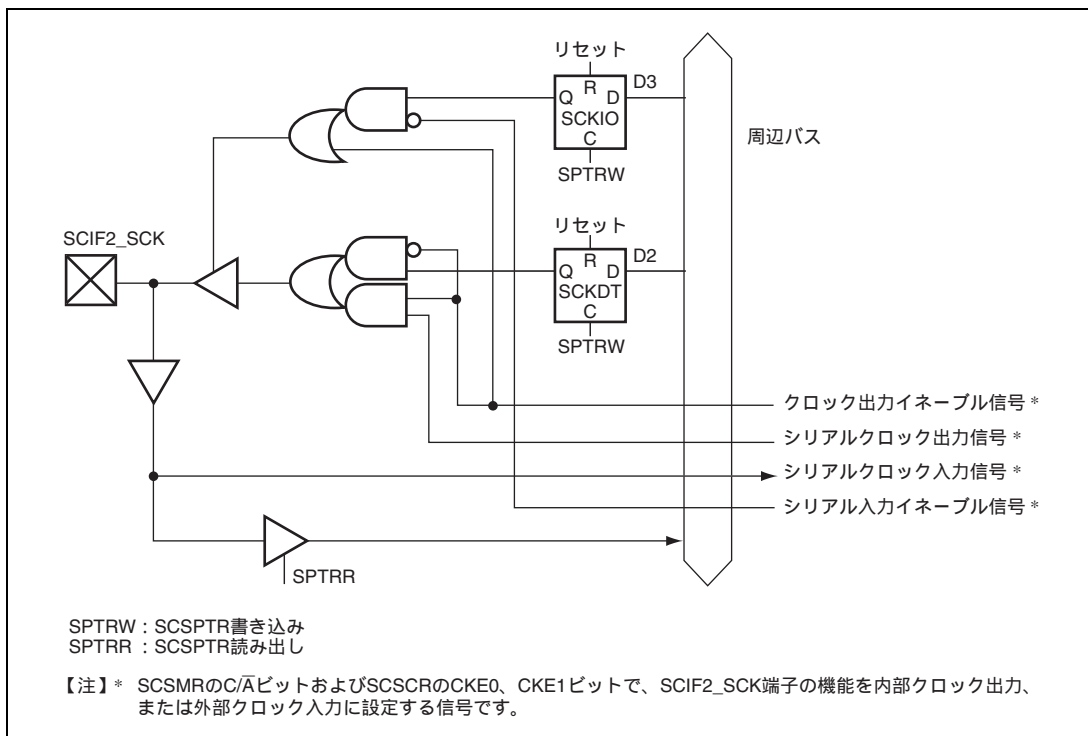 リセット
R
Q D
D3
SCKIO
C
周辺バス
SPTRW
リセット
SCIF2_SCK
R
Q D
D2
SCKDT
C
SPTRW
クロック出力イネーブル信号*
シリアルクロック出力信号*
シリアルクロック入力信号*
シリアル入力イネーブル信号*
SPTRR
SPTRW:SCSPTR書き込み
SPTRR:SCSPTR読み出し
【注】* SCSMRのC/A̅ビットおよびSCSCRのCKE0、CKE1ビットで、SCIF2_SCK端子の機能を内部クロック出力、
または外部クロック入力に設定する信号です。